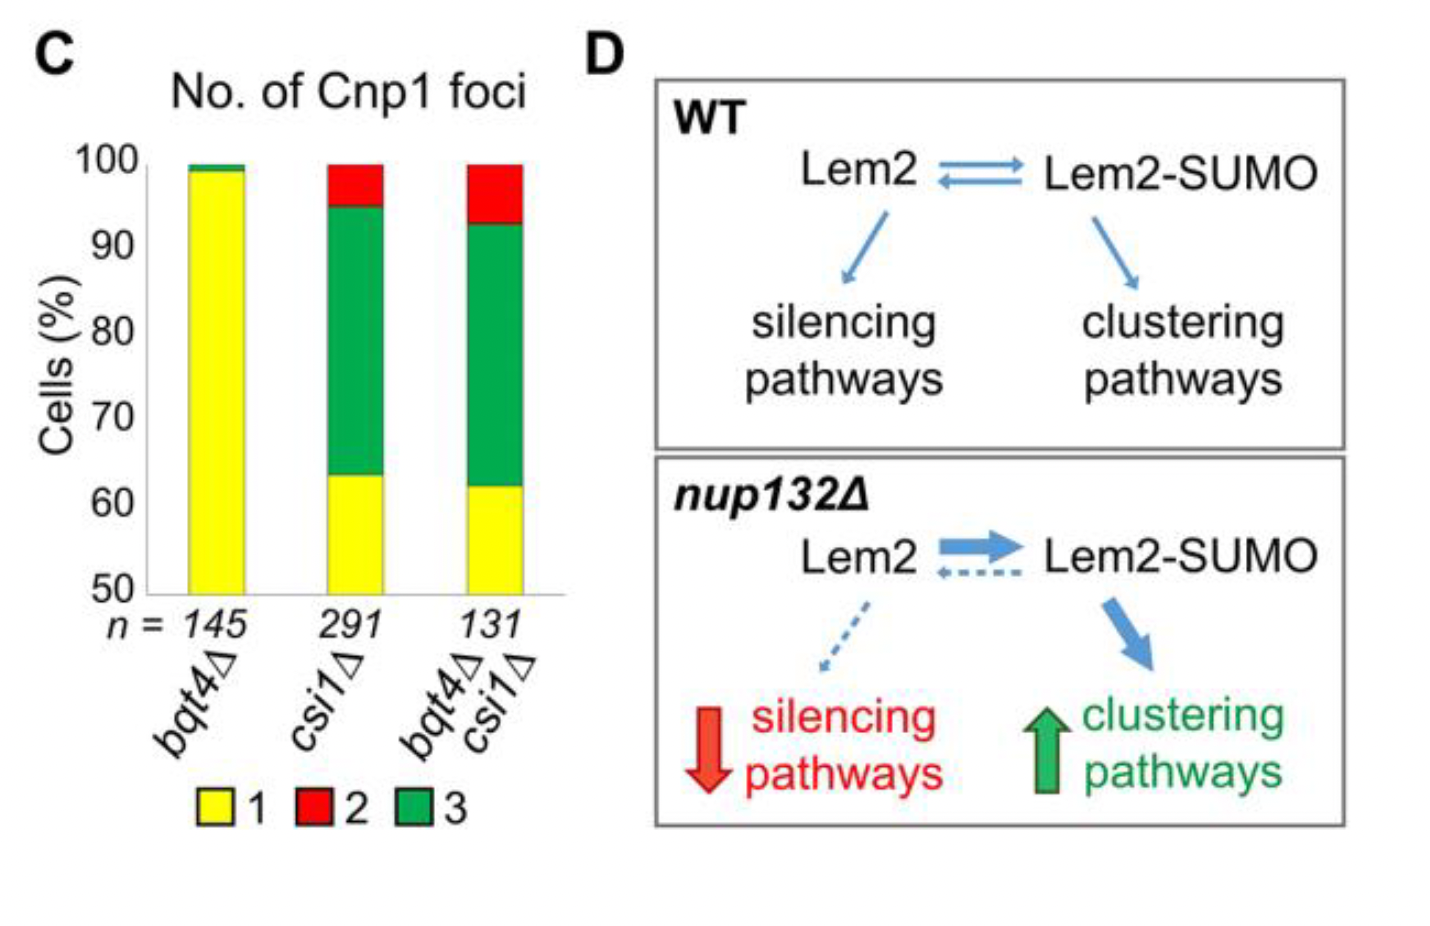 C
No. of Cnp1 foci
100
90
80
70
60
50
Cells (%)
n = 145 291 131
bqt4Δ
csi1Δ
bqt4Δ
csi1Δ
1 2 3
D
WT
Lem2 Lem2-SUMO
silencing
pathways
clustering
pathways
nup132Δ
Lem2 Lem2-SUMO
silencing
pathways
clustering
pathways